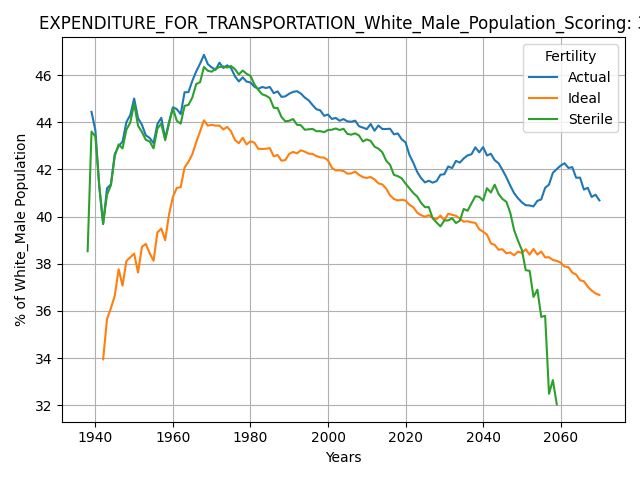 EXPENDITURE_FOR_TRANSPORTATION_White_Male_Population_Scoring:
Fertility
Actual
Ideal
Sterile
% of White_Male Population
46
44
42
40
38
36
34
32
1940
1960
1980
2000
2020
2040
2060
Years